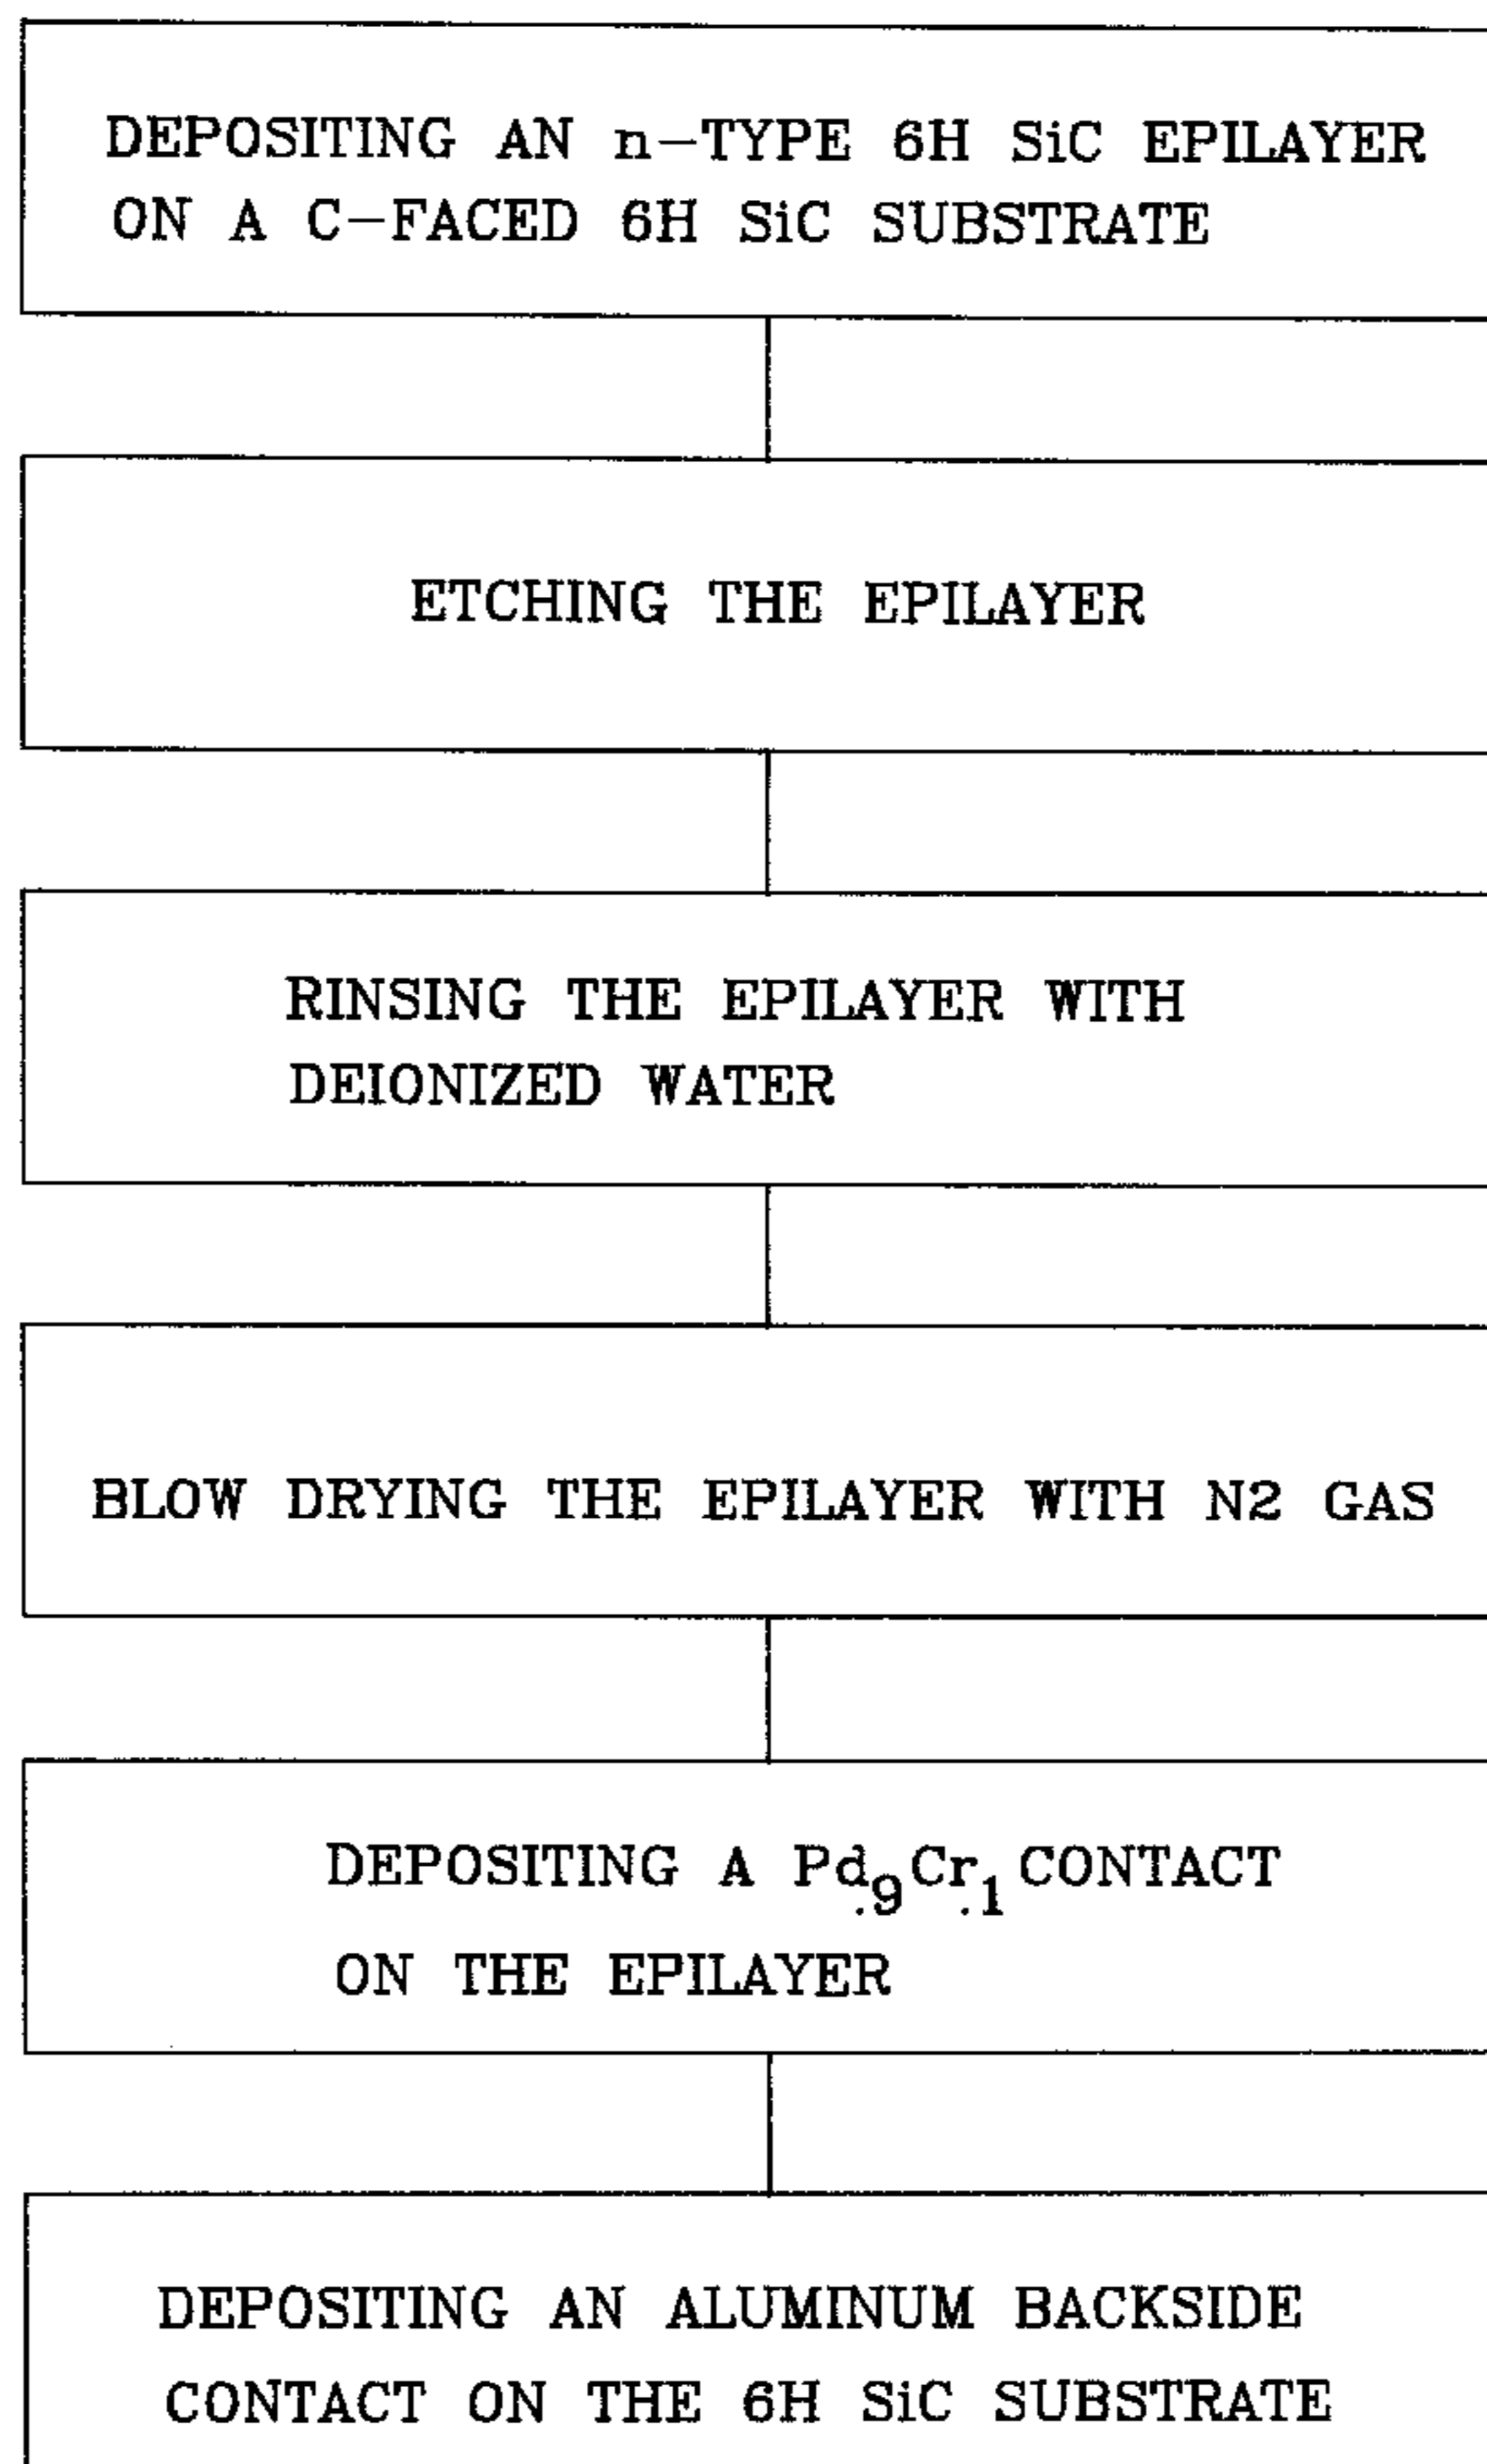 DEPOSITING AN n-TYPE 6H SiC EPILAYER
ON A C-FACED 6H SiC SUBSTRATE
ETCHING THE EPILAYER
RINSING THE EPILAYER WITH
DEIONIZED WATER
BLOW DRYING THE EPILAYER WITH N2 GAS
DEPOSITING A Pd.9Cr.1 CONTACT
ON THE EPILAYER
DEPOSITING AN ALUMINUM BACKSIDE
CONTACT ON THE 6H SiC SUBSTRATE